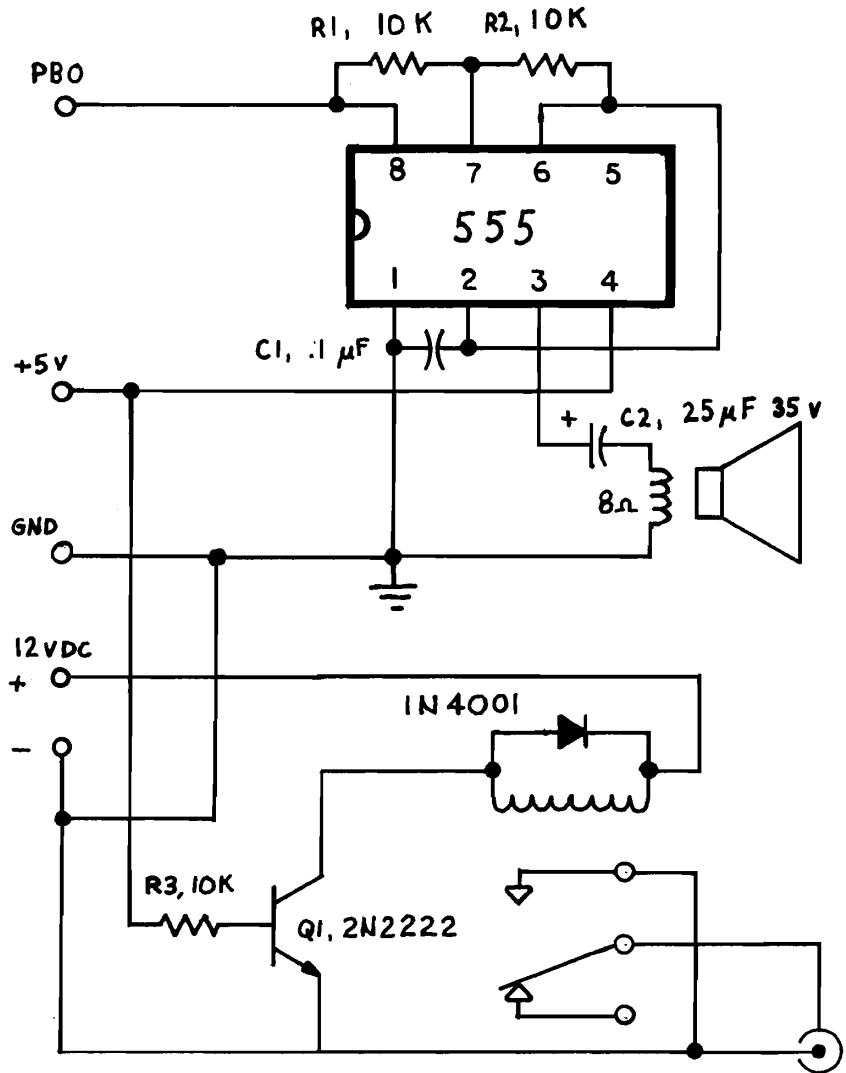 R1, 10K R2, 10K
PB0
8 7 6 5
555
1 2 3 4
C1, .1 µF
+5v
+ C2, 25µF 35v
8Ω
GND
12VDC
+
1N4001
-
R3, 10K
Q1, 2N2222